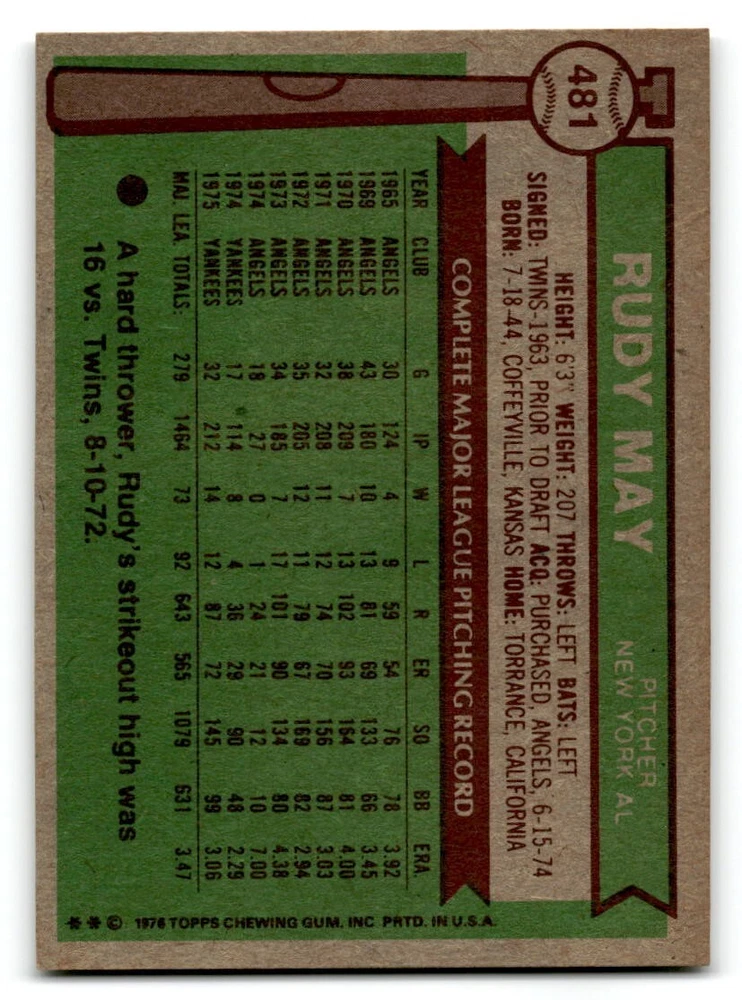 481
RUDY MAY
PITCHER
NEW YORK AL
HEIGHT: 6'3" WEIGHT: 207 THROWS: LEFT BATS: LEFT
SIGNED: TWINS-1963, PRIOR TO DRAFT ACQ: PURCHASED, ANGELS, 6-15-74
BORN: 7-18-44, COFFEYVILLE, KANSAS HOME: TORRANCE, CALIFORNIA
COMPLETE MAJOR LEAGUE PITCHING RECORD
YEAR CLUB G IP W L R ER SO BB ERA
1965 ANGELS 30 124 4 9 59 54 76 78 3.92
1969 ANGELS 43 180 10 13 81 69 133 66 3.45
1970 ANGELS 38 209 7 13 102 93 164 81 4.00
1971 ANGELS 32 208 11 12 74 70 156 87 3.03
1972 ANGELS 35 205 12 11 79 67 169 82 2.94
1973 ANGELS 34 185 7 17 101 90 134 80 4.38
1974 ANGELS 18 27 0 1 24 21 12 10 7.00
1974 YANKEES 17 114 8 4 36 29 90 48 2.29
1975 YANKEES 32 212 14 12 87 72 145 99 3.06
MAJ. LEA. TOTALS: 279 1464 73 92 643 565 1079 631 3.47
A hard thrower, Rudy's strikeout high was
16 vs. Twins, 8-10-72.
** © 1976 TOPPS CHEWING GUM, INC. PRTD. IN U.S.A.